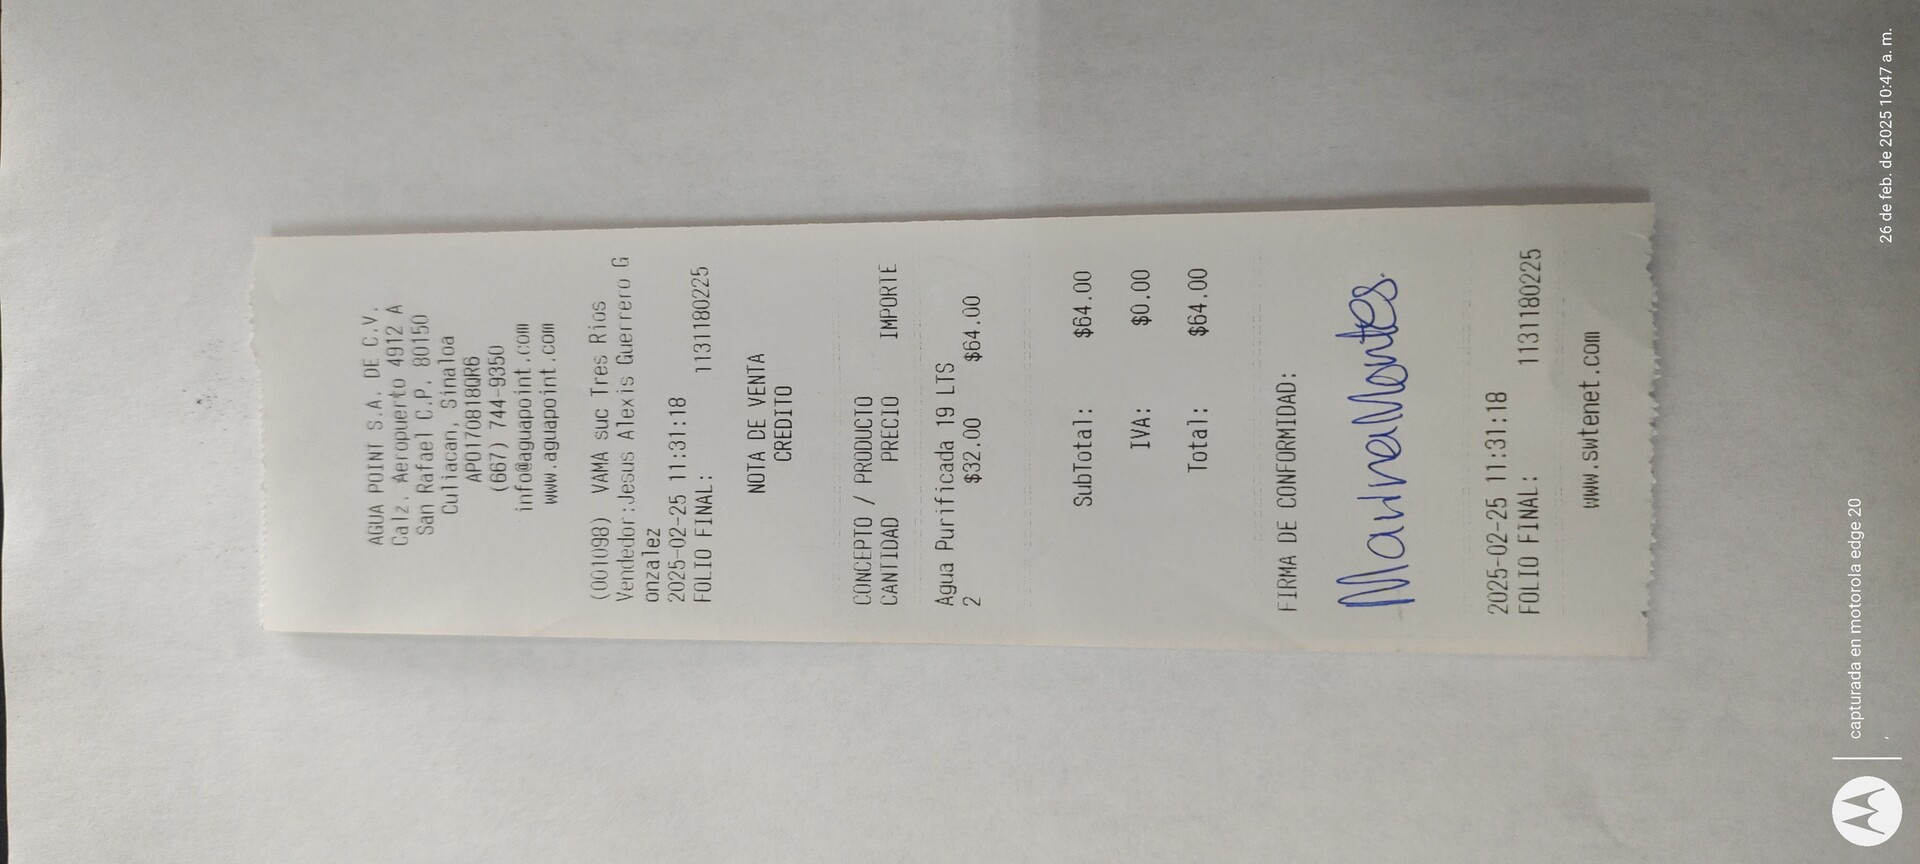 AGUA POINT S.A. DE C.V.
Calz. Aeropuerto 4912 A
San Rafael C.P. 80150
Culiacan, Sinaloa
APO170818QR6
(667) 744-9350
info@aguapoint.com
www.aguapoint.com
(001098) VAMA suc Tres Rios
Vendedor:Jesus Alexis Guerrero G
onzalez
2025-02-25 11:31:18
FOLIO FINAL: 1131180225
NOTA DE VENTA
CREDITO
CONCEPTO / PRODUCTO
CANTIDAD PRECIO IMPORTE
Agua Purificada 19 LTS
2 $32.00 $64.00
SubTotal: $64.00
IVA: $0.00
Total: $64.00
FIRMA DE CONFORMIDAD:
Marina Montes.
2025-02-25 11:31:18
FOLIO FINAL: 1131180225
www.swtenet.com
capturada en motorola edge 20
,
26 de feb. de 2025 10:47 a. m.